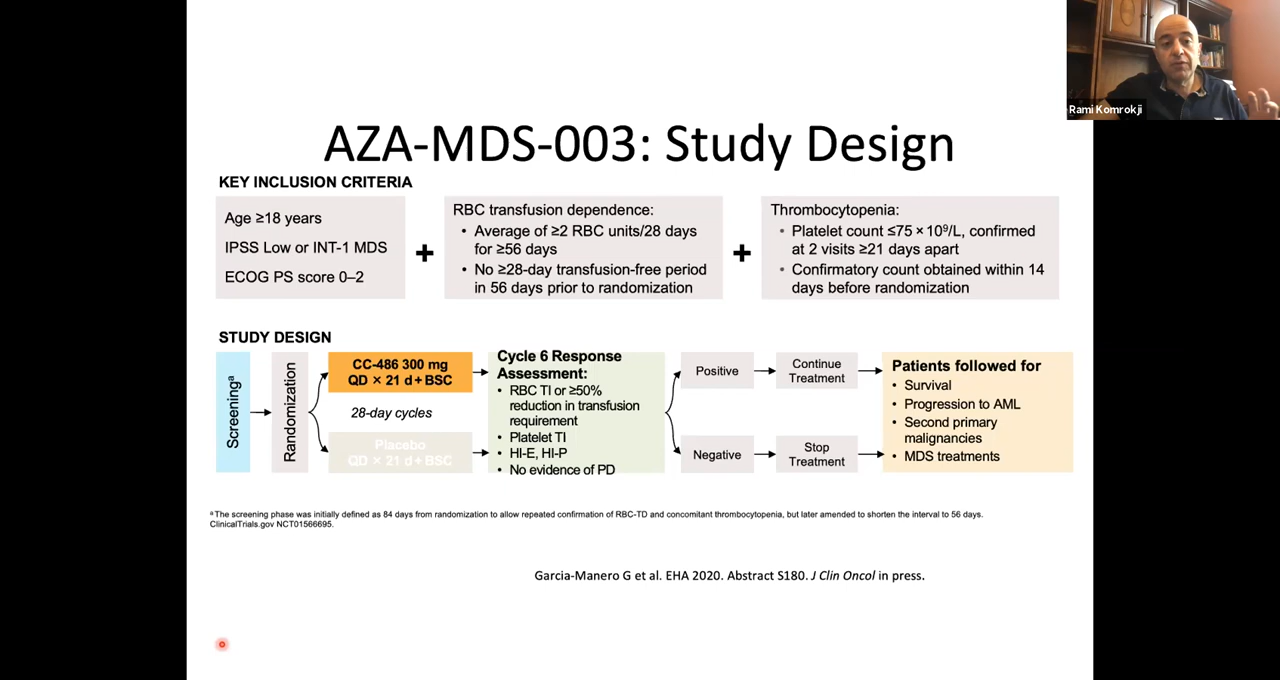 Rami Komrokji
AZA-MDS-003: Study Design
KEY INCLUSION CRITERIA
Age ≥18 years
IPSS Low or INT-1 MDS
ECOG PS score 0–2
+
RBC transfusion dependence:
• Average of ≥2 RBC units/28 days
for ≥56 days
• No ≥28-day transfusion-free period
in 56 days prior to randomization
+
Thrombocytopenia:
• Platelet count ≤75 × 10⁹/L, confirmed
at 2 visits ≥21 days apart
• Confirmatory count obtained within 14
days before randomization
STUDY DESIGN
Screeningᵃ
Randomization
CC-486 300 mg
QD × 21 d + BSC
28-day cycles
Placebo
QD × 21 d + BSC
Cycle 6 Response
Assessment:
• RBC TI or ≥50%
reduction in transfusion
requirement
• Platelet TI
• HI-E, HI-P
• No evidence of PD
Positive
Continue
Treatment
Negative
Stop
Treatment
Patients followed for
• Survival
• Progression to AML
• Second primary
malignancies
• MDS treatments
ᵃ The screening phase was initially defined as 84 days from randomization to allow repeated confirmation of RBC-TD and concomitant thrombocytopenia, but later amended to shorten the interval to 56 days.
ClinicalTrials.gov NCT01566695.
Garcia-Manero G et al. EHA 2020. Abstract S180. J Clin Oncol in press.